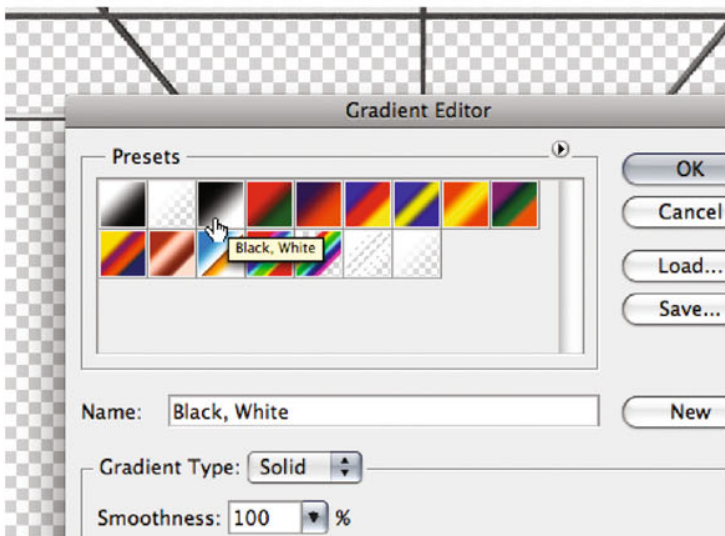 Gradient Editor
Presets
OK
Cancel
Load...
Save...
Black, White
Name: Black, White
New
Gradient Type: Solid
Smoothness: 100 %